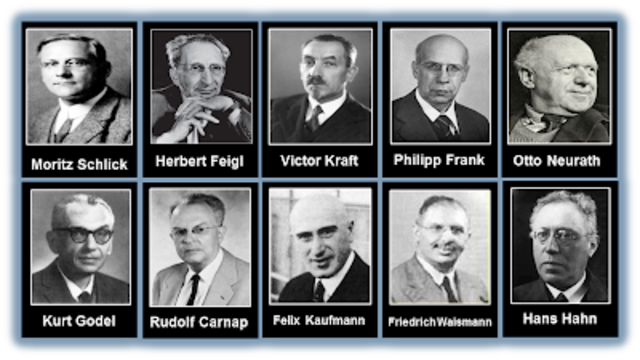 Moritz Schlick
Herbert Feigl
Victor Kraft
Philipp Frank
Otto Neurath
Kurt Godel
Rudolf Carnap
Felix Kaufmann
Friedrich Waismann
Hans Hahn